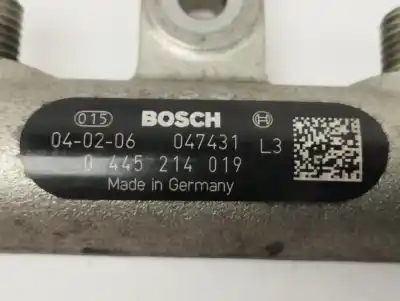 015 BOSCH
04-02-06 047431 L3
0 445 214 019
Made in Germany